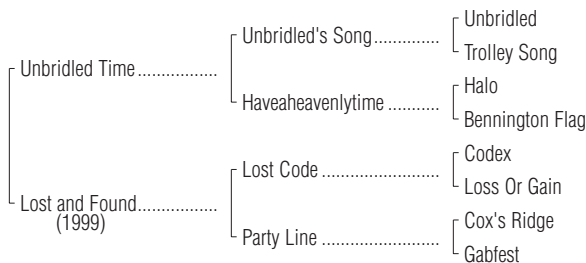 Unbridled
Unbridled's Song..............
Trolley Song
Unbridled Time.................
Halo
Haveaheavenlytime ...........
Bennington Flag
Codex
Lost Code .........................
Loss Or Gain
Lost and Found.................
(1999)
Cox's Ridge
Party Line .........................
Gabfest